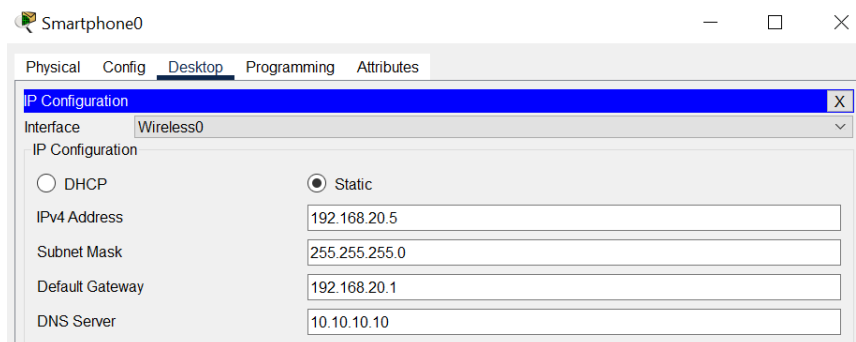 Smartphone0
Physical Config Desktop Programming Attributes
IP Configuration X
Interface Wireless0
IP Configuration
DHCP Static
IPv4 Address 192.168.20.5
Subnet Mask 255.255.255.0
Default Gateway 192.168.20.1
DNS Server 10.10.10.10